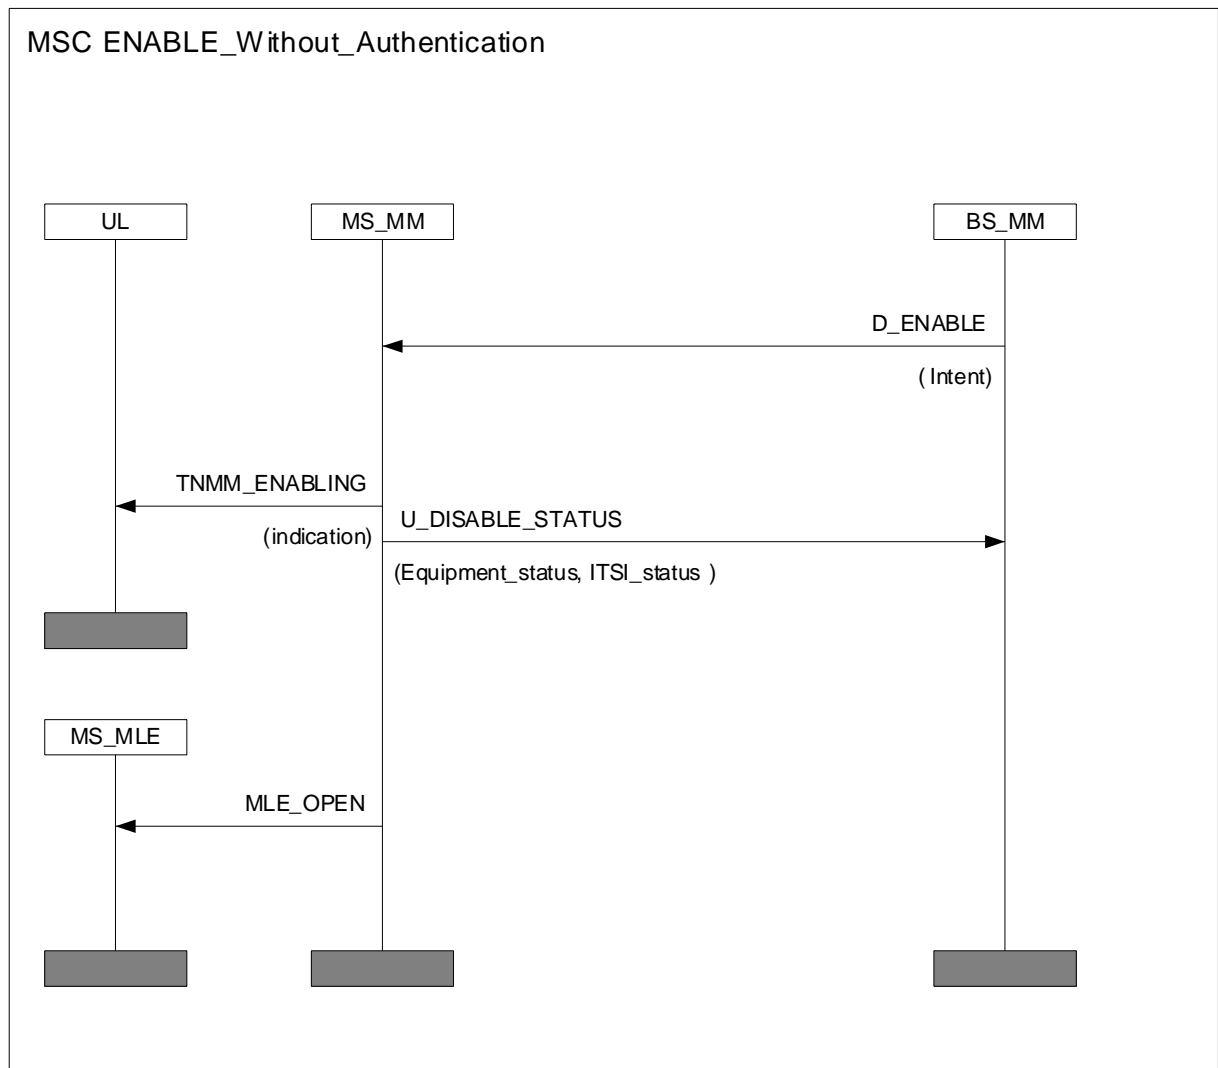 MSC ENABLE_Without_Authentication
UL
MS_MM
BS_MM
D_ENABLE
( Intent)
TNMM_ENABLING
(indication)
U_DISABLE_STATUS
(Equipment_status, ITSI_status )
MS_MLE
MLE_OPEN